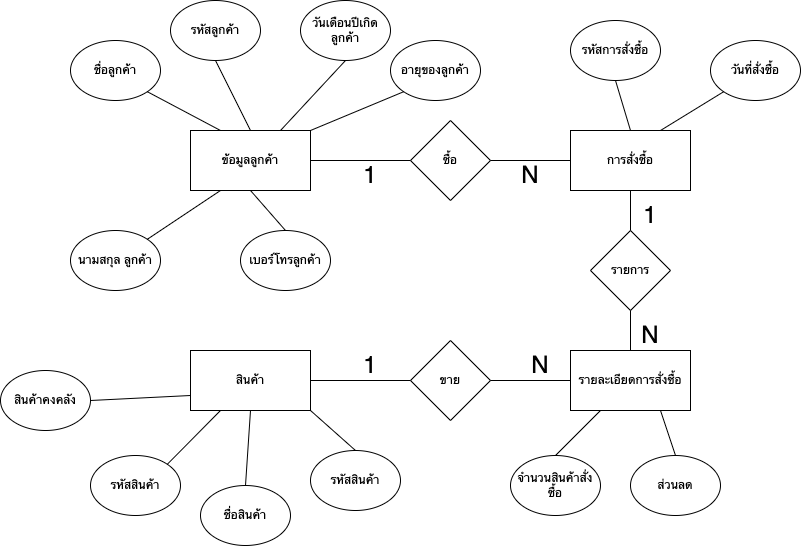 รหัสลูกค้า
วันเดือนปีเกิด
ลูกค้า
ชื่อลูกค้า
อายุของลูกค้า
รหัสการสั่งซื้อ
วันที่สั่งซื้อ
ข้อมูลลูกค้า
1
ซื้อ
N
การสั่งซื้อ
1
นามสกุล ลูกค้า
เบอร์โทรลูกค้า
รายการ
N
สินค้า
1
ขาย
N
รายละเอียดการสั่งซื้อ
สินค้าคงคลัง
รหัสสินค้า
ชื่อสินค้า
รหัสสินค้า
จำนวนสินค้าสั่ง
ซื้อ
ส่วนลด